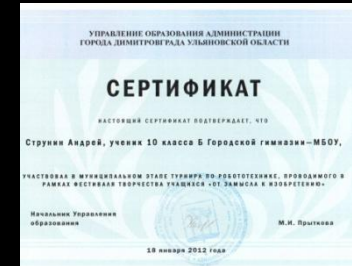 УПРАВЛЕНИЕ ОБРАЗОВАНИЯ АДМИНИСТРАЦИИ
ГОРОДА ДИМИТРОВГРАДА УЛЬЯНОВСКОЙ ОБЛАСТИ
СЕРТИФИКАТ
НАСТОЯЩИЙ СЕРТИФИКАТ ПОДТВЕРЖДАЕТ, ЧТО
Струнин Андрей, ученик 10 класса Б Городской гимназии—МБОУ,
УЧАСТВОВАЛ В МУНИЦИПАЛЬНОМ ЭТАПЕ ТУРНИРА ПО РОБОТОТЕХНИКЕ, ПРОВОДИМОГО В
РАМКАХ ФЕСТИВАЛЯ ТВОРЧЕСТВА УЧАЩИХСЯ «ОТ ЗАМЫСЛА К ИЗОБРЕТЕНИЮ»
Начальник Управления
образования
М.И. Прыткова
18 января 2012 года